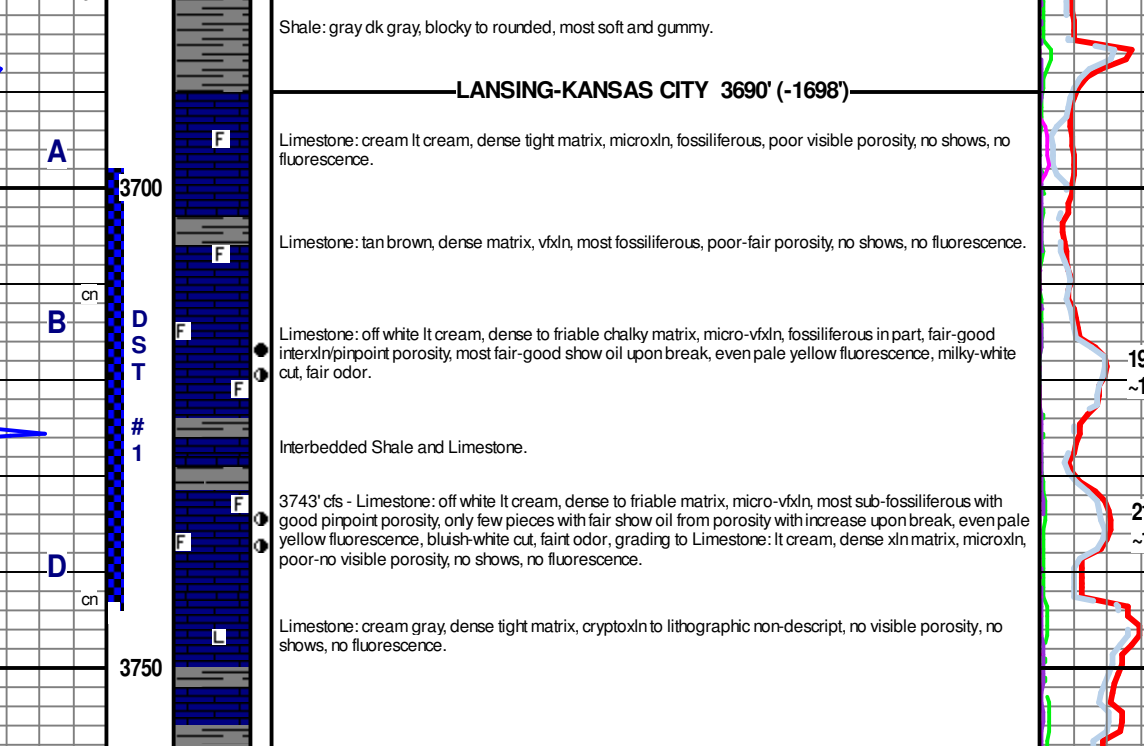 Shale: gray dk gray, blocky to rounded, most soft and gummy.
LANSING-KANSAS CITY 3690' (-1698')
F
A
Limestone: cream lt cream, dense tight matrix, microxln, fossiliferous, poor visible porosity, no shows, no
fluorescence.
3700
Limestone: tan brown, dense matrix, vfxln, most fossiliferous, poor-fair porosity, no shows, no fluorescence.
F
cn
B
D
S
T
#
1
F
Limestone: off white lt cream, dense to friable chalky matrix, micro-vfxln, fossiliferous in part, fair-good
interxln/pinpoint porosity, most fair-good show oil upon break, even pale yellow fluorescence, milky-white
cut, fair odor.
F
19
~1
Interbedded Shale and Limestone.
F
3743' cfs - Limestone: off white lt cream, dense to friable matrix, micro-vfxln, most sub-fossiliferous with
good pinpoint porosity, only few pieces with fair show oil from porosity with increase upon break, even pale
yellow fluorescence, bluish-white cut, faint odor, grading to Limestone: lt cream, dense xln matrix, microxln,
poor-no visible porosity, no shows, no fluorescence.
F
D
cn
Limestone: cream gray, dense tight matrix, cryptoxln to lithographic non-descript, no visible porosity, no
shows, no fluorescence.
L
3750